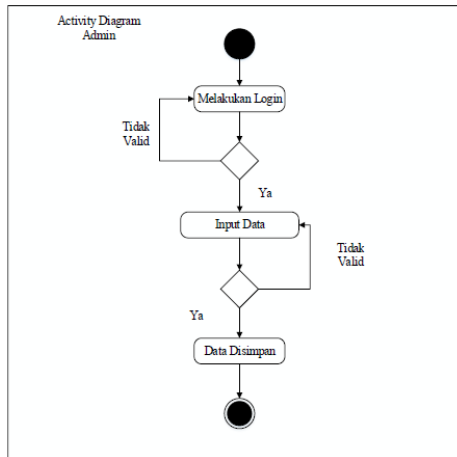 Activity Diagram
Admin
Melakukan Login
Tidak
Valid
Ya
Input Data
Tidak
Valid
Ya
Data Disimpan